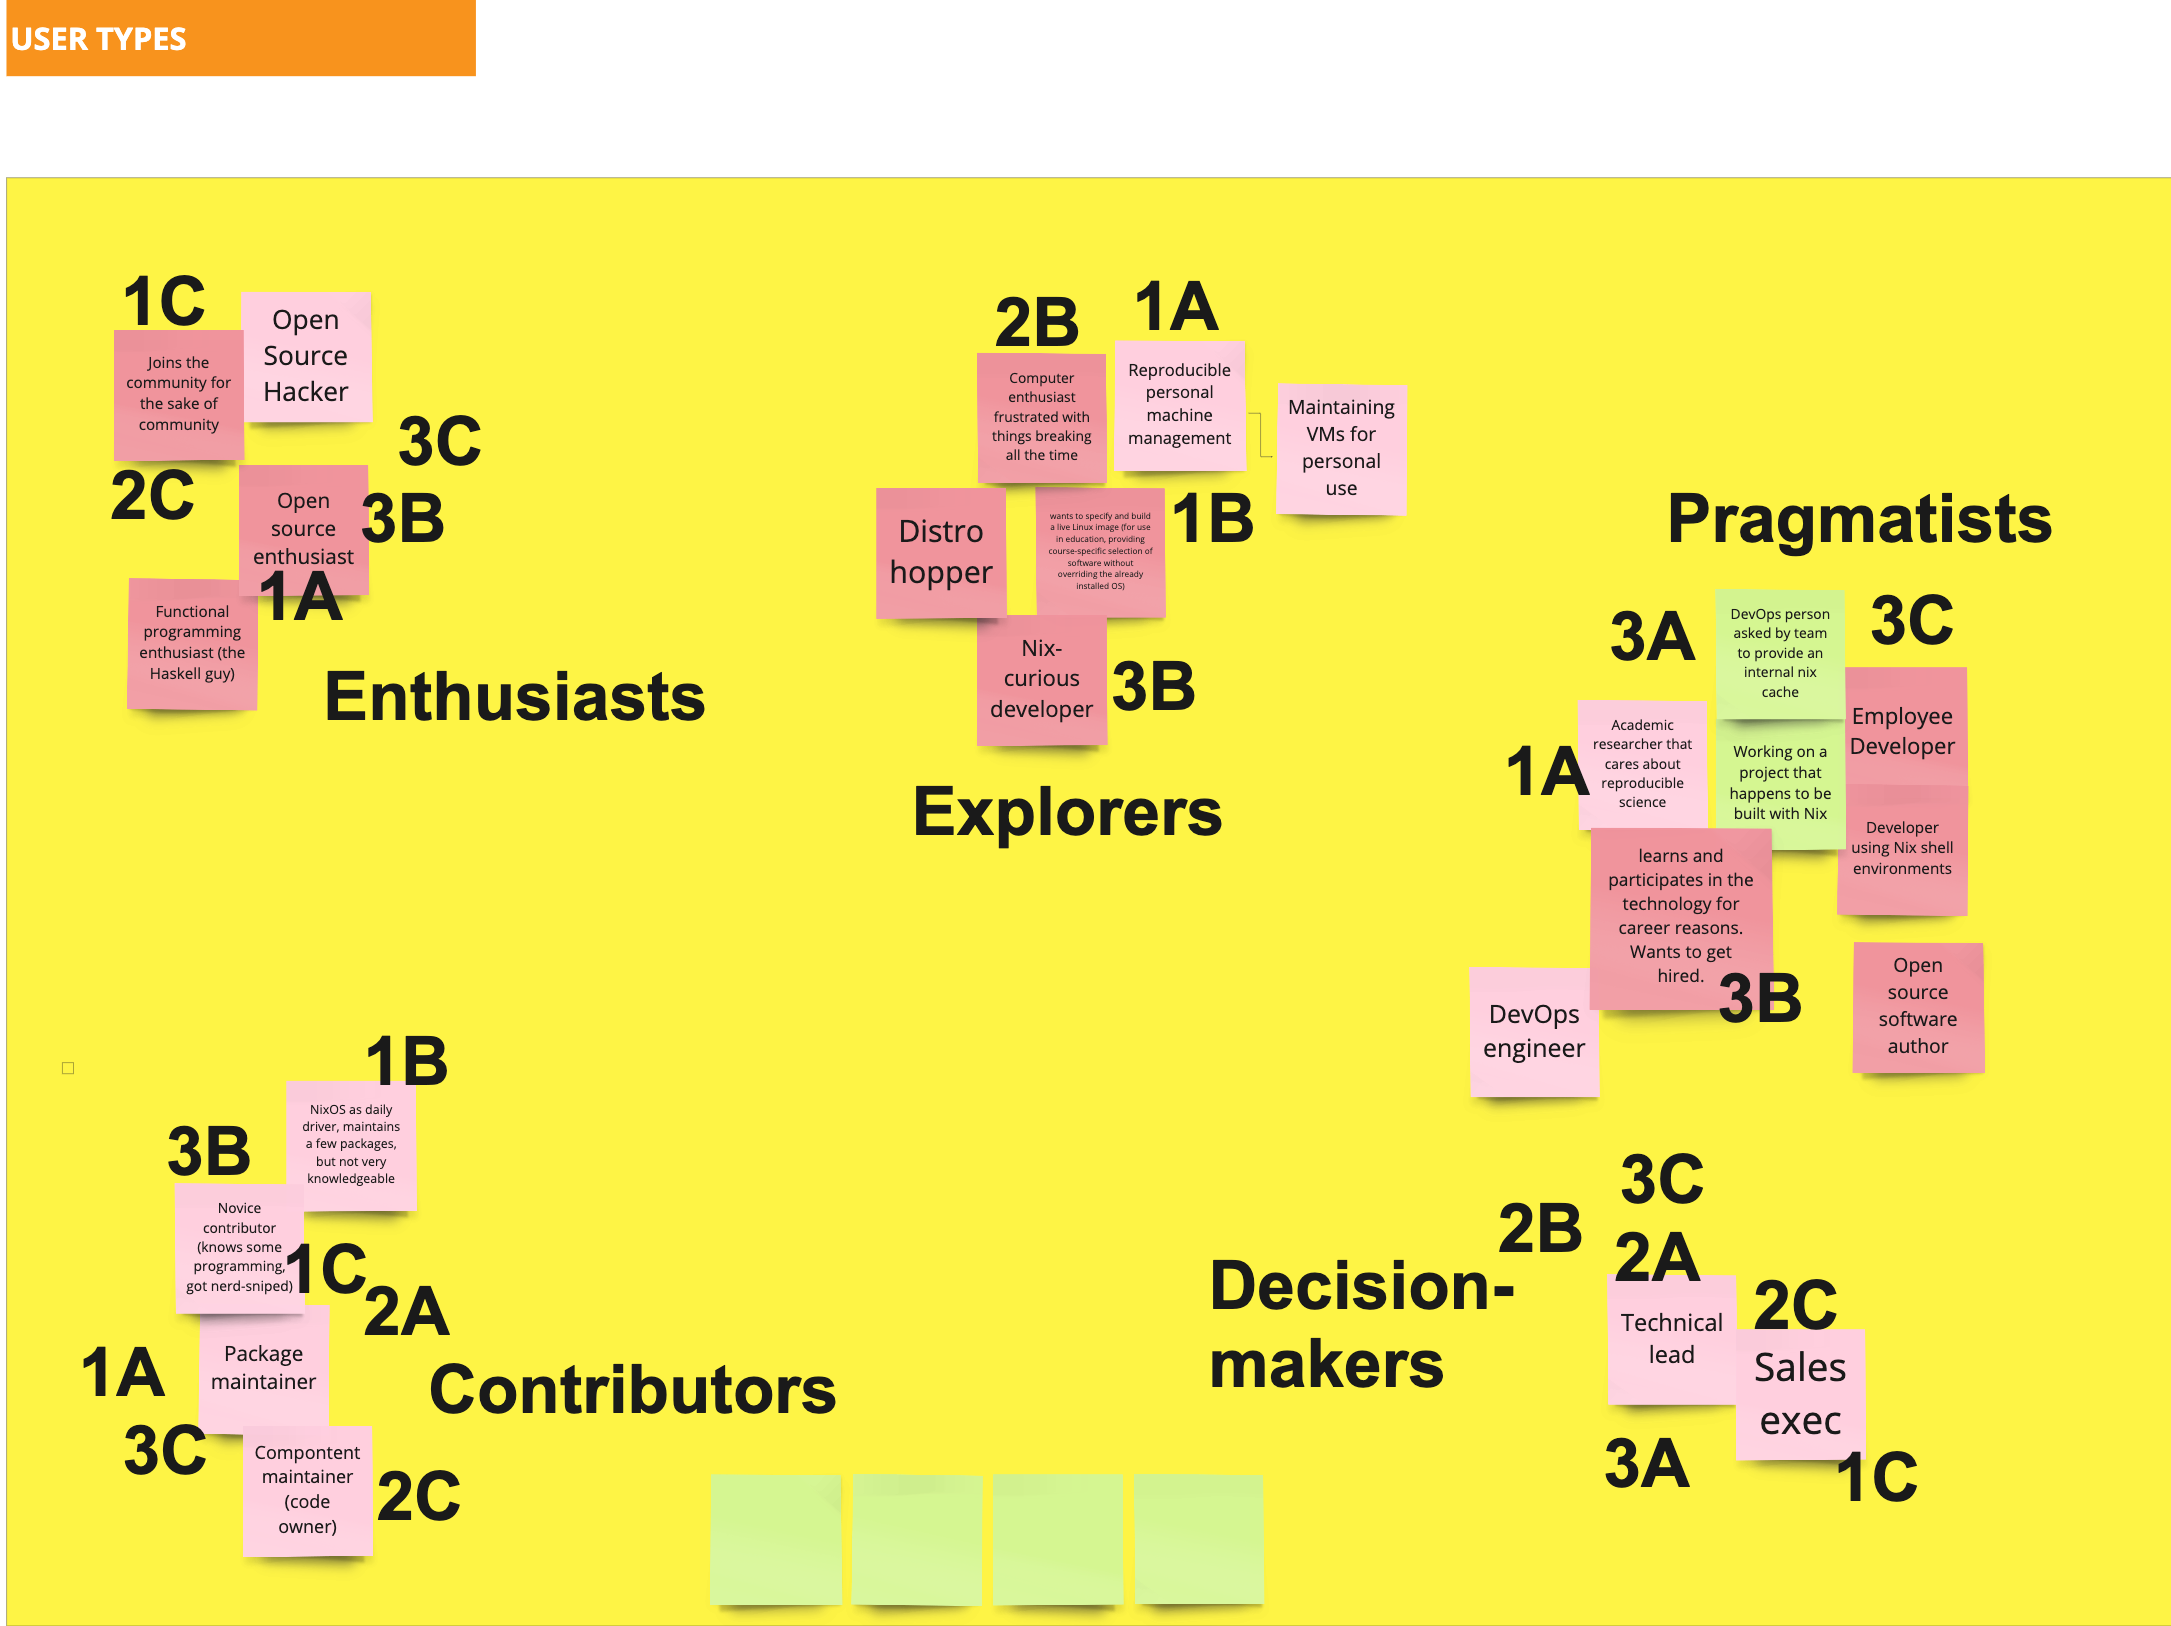 USER TYPES
1C
Open
Source
Hacker
Joins the
community for
the sake of
community
3C
2C
Open
source
enthusiast
3B
1A
Functional
programming
enthusiast (the
Haskell guy)
Enthusiasts
2B
1A
Computer
enthusiast
frustrated with
things breaking
all the time
Reproducible
personal
machine
management
Maintaining
VMs for
personal
use
Distro
hopper
wants to specify and build
a live Linux image (for use
in education, providing
course-specific selection of
software without
overriding the already
installed OS)
1B
Nix-
curious
developer
3B
Explorers
Pragmatists
3A
DevOps person
asked by team
to provide an
internal nix
cache
3C
1A
Academic
researcher that
cares about
reproducible
science
Working on a
project that
happens to be
built with Nix
Employee
Developer
Developer
using Nix shell
environments
learns and
participates in the
technology for
career reasons.
Wants to get
hired.
3B
DevOps
engineer
Open
source
software
author
1B
NixOS as daily
driver, maintains
a few packages,
but not very
knowledgeable
3B
Novice
contributor
(knows some
programming,
got nerd-sniped)
1C
2A
1A
Package
maintainer
3C
Compontent
maintainer
(code
owner)
2C
Contributors
Decision-
makers
3C
2B
2A
Technical
lead
2C
Sales
exec
3A
1C